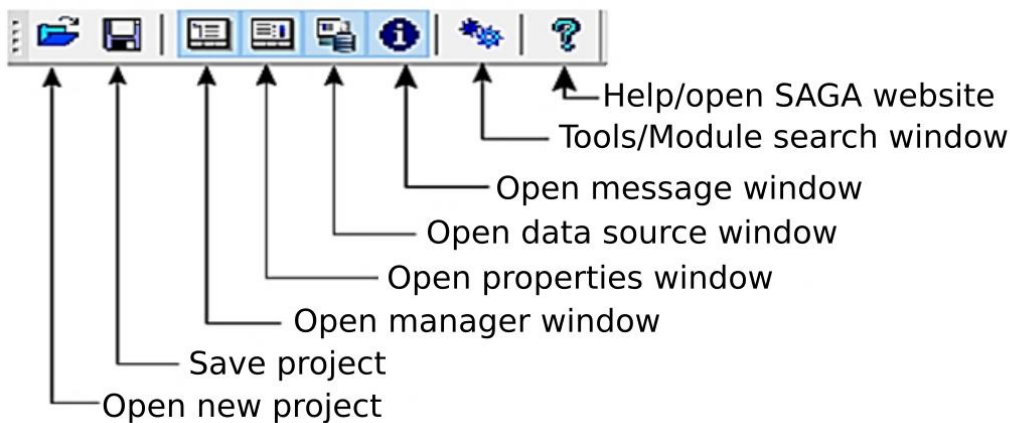 Help/open SAGA website
Tools/Module search window
Open message window
Open data source window
Open properties window
Open manager window
Save project
Open new project